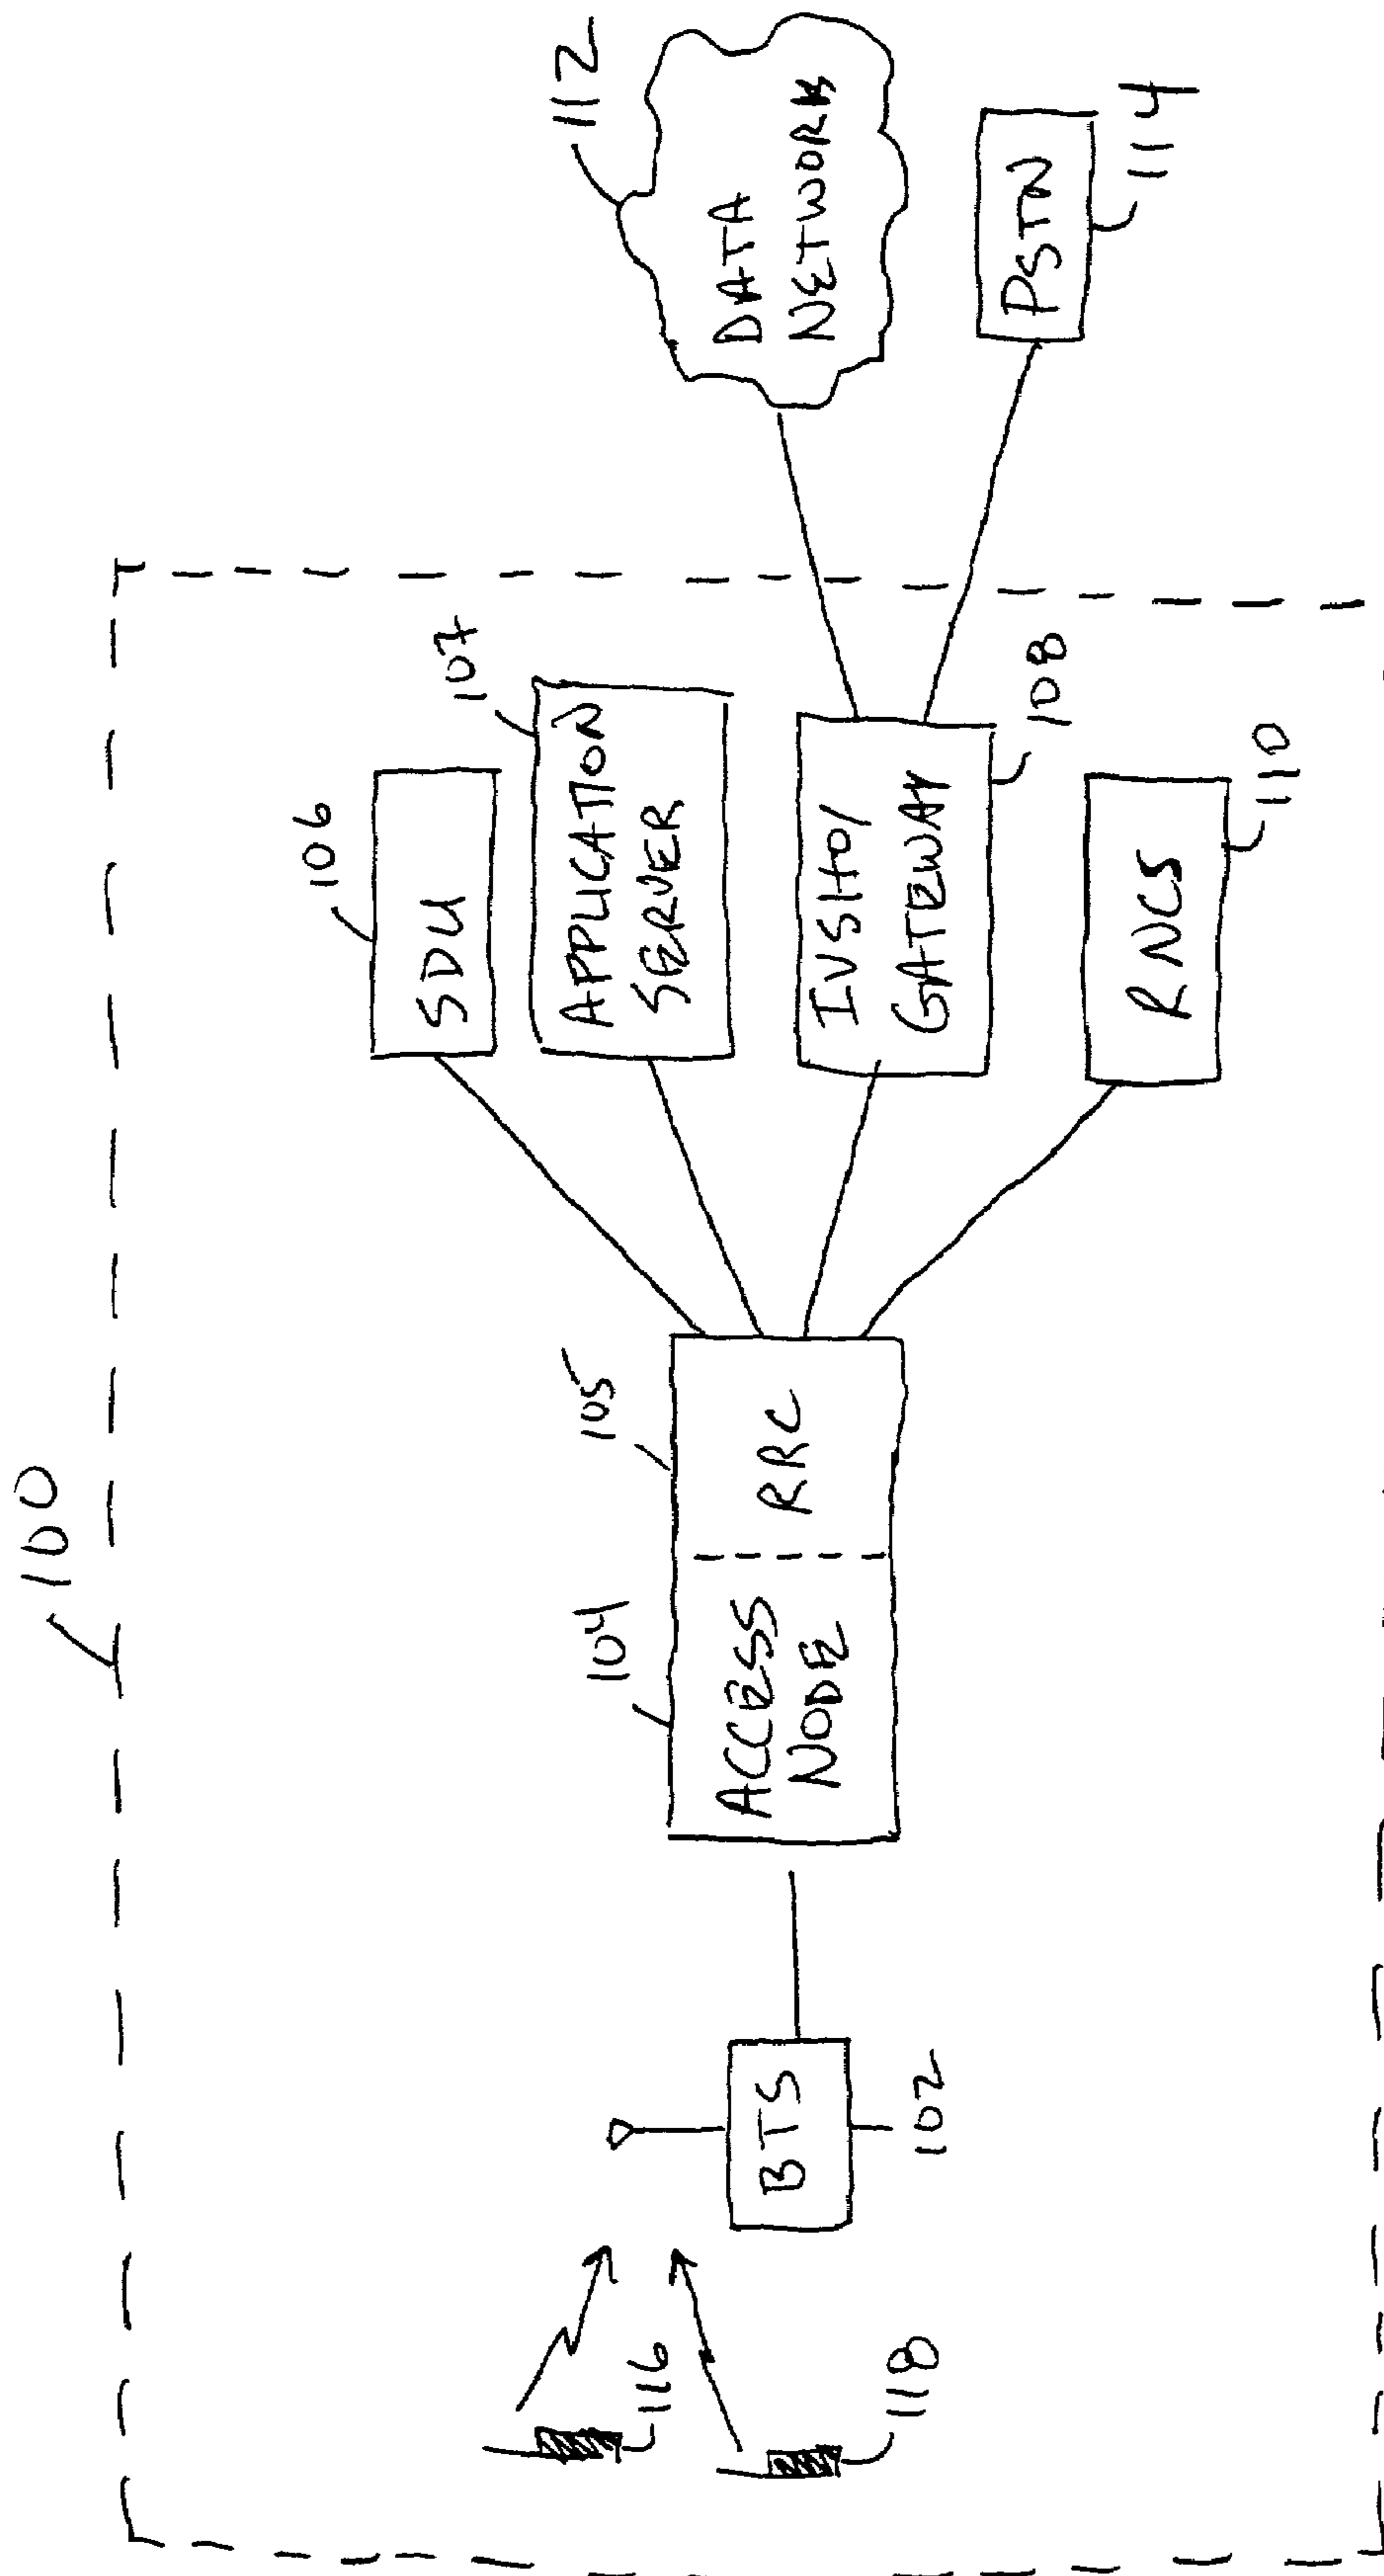 100
106
SDU
107
APPLICATION
SERVER
112
DATA
NETWORK
104
ACCESS
NODE
105
RRC
116
118
BTS
102
IVSHO/
GATEWAY
108
PSTN
114
RNCS
110